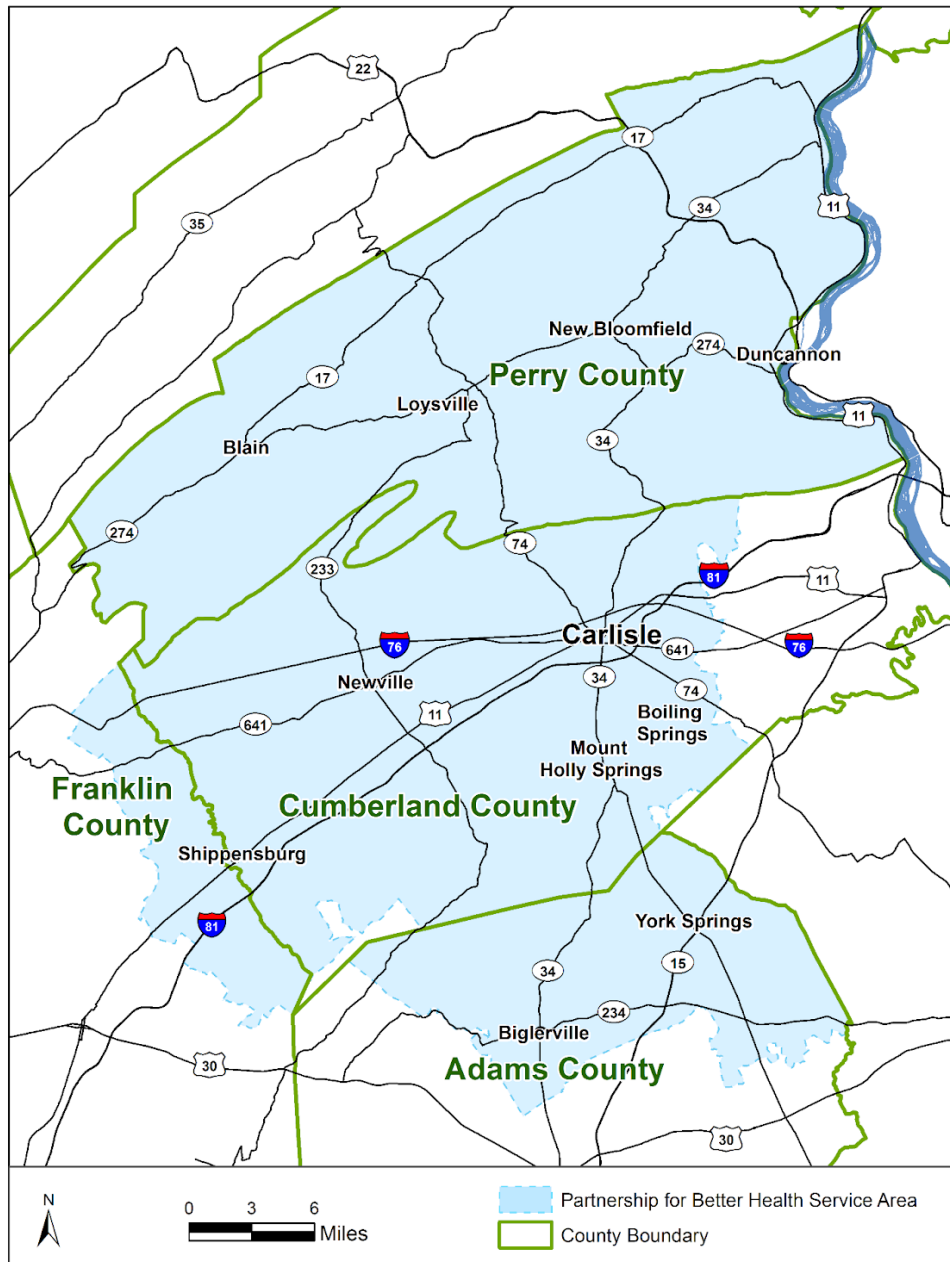 22
17
35
34
11
New Bloomfield
274
Duncannon
Perry County
17
Loysville
11
Blain
34
274
74
233
81
11
Carlisle
76
641
76
Newville
34
74
11
641
Boiling
Springs
Mount
Holly Springs
Franklin
County
Cumberland County
Shippensburg
81
York Springs
34
15
234
Biglerville
Adams County
30
30
N
0 3 6
Miles
Partnership for Better Health Service Area
County Boundary